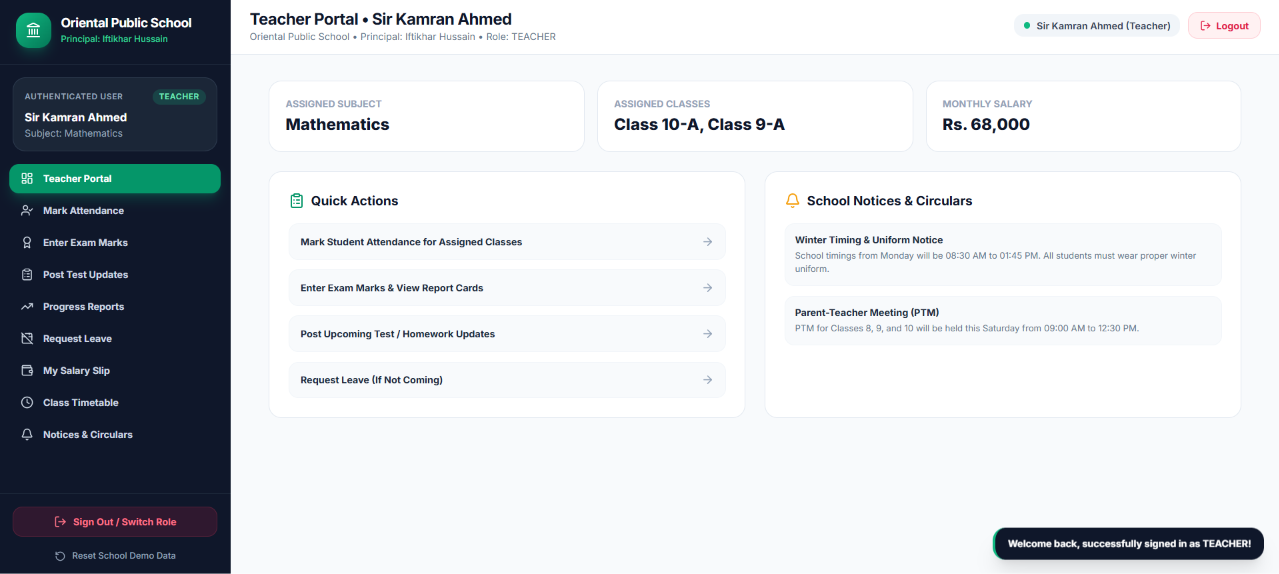 Oriental Public School
Principal: Iftikhar Hussain
AUTHENTICATED USER
TEACHER
Sir Kamran Ahmed
Subject: Mathematics
Teacher Portal
Mark Attendance
Enter Exam Marks
Post Test Updates
Progress Reports
Request Leave
My Salary Slip
Class Timetable
Notices & Circulars
Sign Out / Switch Role
Reset School Demo Data
Teacher Portal • Sir Kamran Ahmed
Oriental Public School • Principal: Iftikhar Hussain • Role: TEACHER
Sir Kamran Ahmed (Teacher)
Logout
ASSIGNED SUBJECT
Mathematics
ASSIGNED CLASSES
Class 10-A, Class 9-A
MONTHLY SALARY
Rs. 68,000
Quick Actions
Mark Student Attendance for Assigned Classes
Enter Exam Marks & View Report Cards
Post Upcoming Test / Homework Updates
Request Leave (If Not Coming)
School Notices & Circulars
Winter Timing & Uniform Notice
School timings from Monday will be 08:30 AM to 01:45 PM. All students must wear proper winter
uniform.
Parent-Teacher Meeting (PTM)
PTM for Classes 8, 9, and 10 will be held this Saturday from 09:00 AM to 12:30 PM.
Welcome back, successfully signed in as TEACHER!